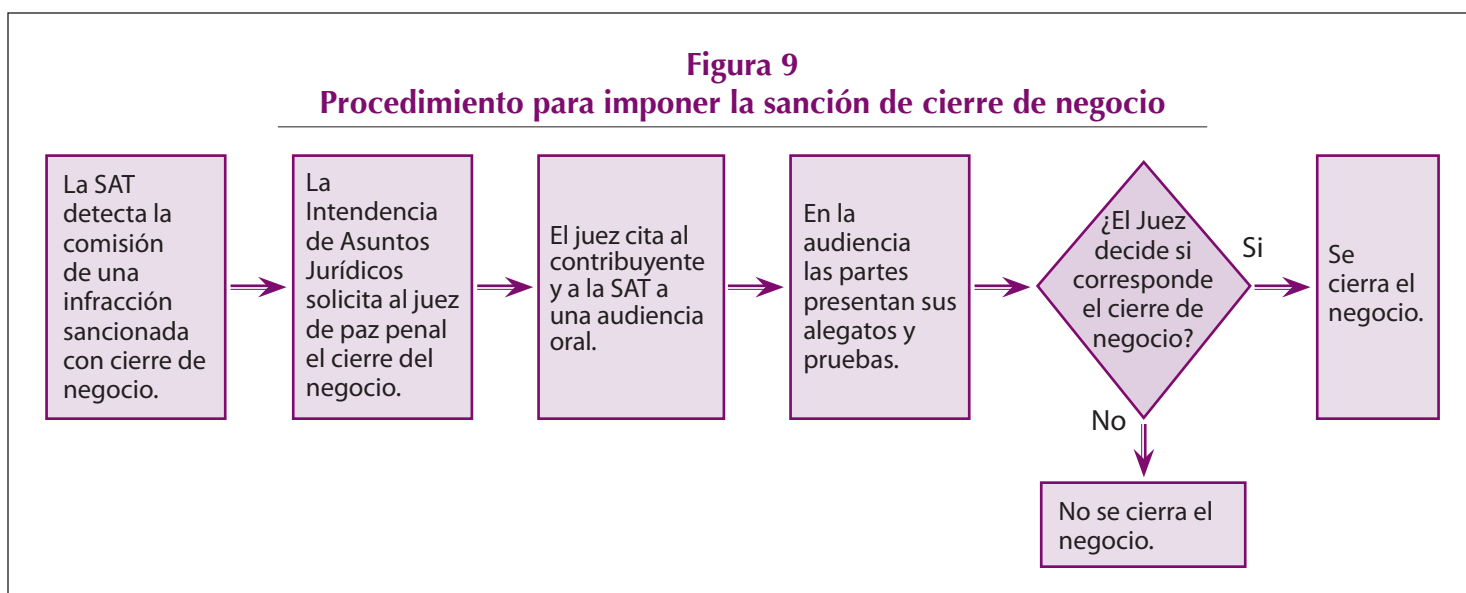 Figura 9
Procedimiento para imponer la sanción de cierre de negocio
La SAT
detecta la
comisión
de una
infracción
sancionada
con cierre de
negocio.
La
Intendencia
de Asuntos
Jurídicos
solicita al juez
de paz penal
el cierre del
negocio.
El juez cita al
contribuyente
y a la SAT a
una audiencia
oral.
En la
audiencia
las partes
presentan sus
alegatos y
pruebas.
¿El Juez
decide si
corresponde
el cierre de
negocio?
Si
Se
cierra el
negocio.
No
No se cierra el
negocio.